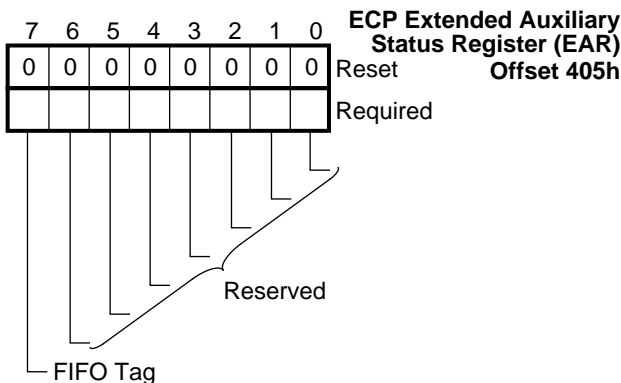 7 6 5 4 3 2 1 0
ECP Extended Auxiliary
Status Register (EAR)
Offset 405h
0 0 0 0 0 0 0 0 Reset
Required
Reserved
FIFO Tag